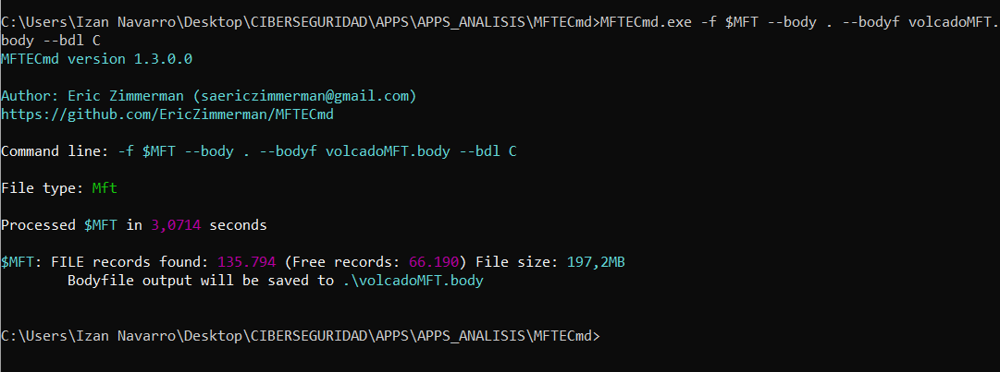 C:\Users\Izan Navarro\Desktop\CIBERSEGURIDAD\APPS\APPS_ANALISIS\MFTECmd>MFTECmd.exe -f $MFT --body . --bodyf volcadoMFT.
body --bdl C
MFTECmd version 1.3.0.0
Author: Eric Zimmerman (saericzimmerman@gmail.com)
https://github.com/EricZimmerman/MFTECmd
Command line: -f $MFT --body . --bodyf volcadoMFT.body --bdl C
File type: Mft
Processed $MFT in 3,0714 seconds
$MFT: FILE records found: 135.794 (Free records: 66.190) File size: 197,2MB
Bodyfile output will be saved to .\volcadoMFT.body
C:\Users\Izan Navarro\Desktop\CIBERSEGURIDAD\APPS\APPS_ANALISIS\MFTECmd>